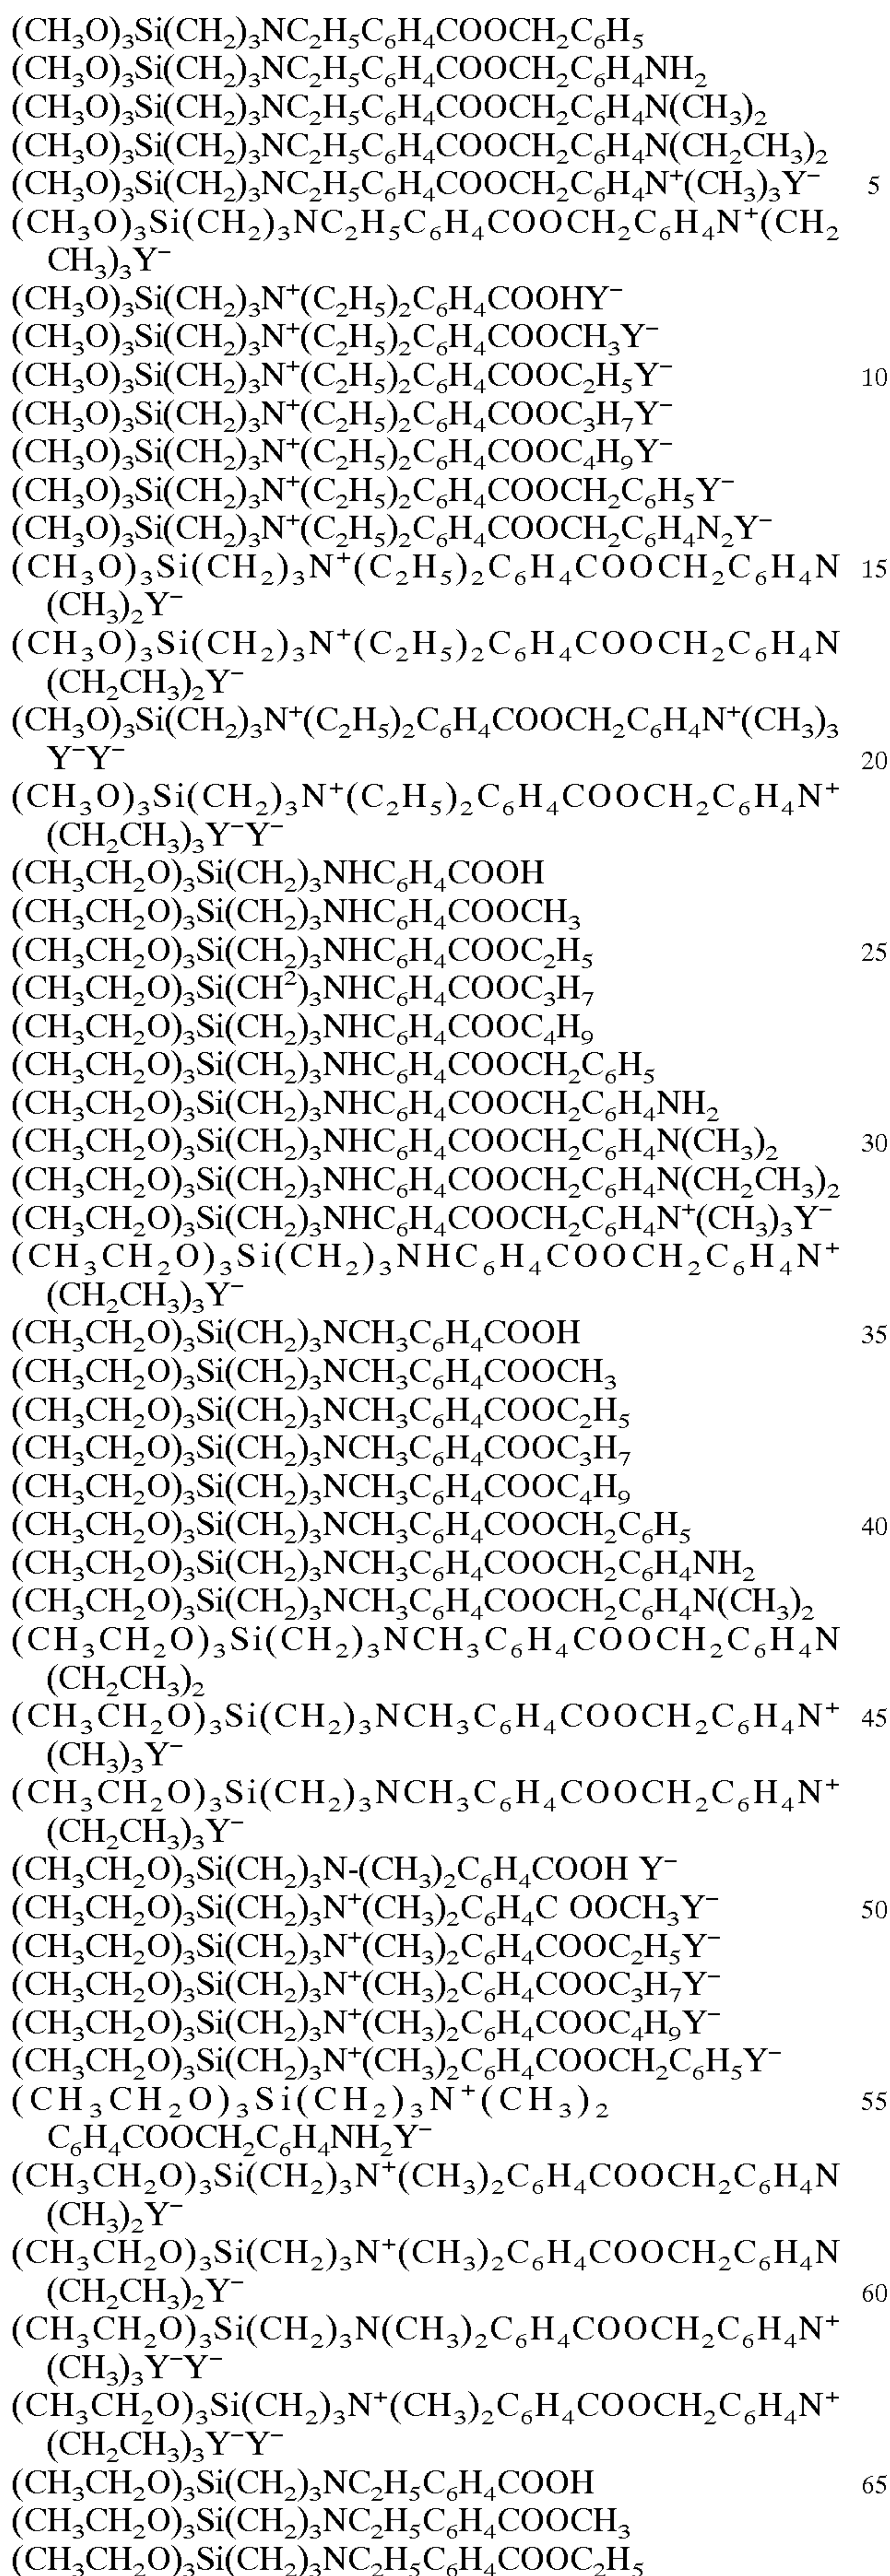 (CH₃O)₃Si(CH₂)₃NC₂H₅C₆H₄COOCH₂C₆H₅
(CH₃O)₃Si(CH₂)₃NC₂H₅C₆H₄COOCH₂C₆H₄NH₂
(CH₃O)₃Si(CH₂)₃NC₂H₅C₆H₄COOCH₂C₆H₄N(CH₃)₂
(CH₃O)₃Si(CH₂)₃NC₂H₅C₆H₄COOCH₂C₆H₄N(CH₂CH₃)₂
(CH₃O)₃Si(CH₂)₃NC₂H₅C₆H₄COOCH₂C₆H₄N⁺(CH₃)₃Y⁻ 5
(CH₃O)₃Si(CH₂)₃NC₂H₅C₆H₄COOCH₂C₆H₄N⁺(CH₂
CH₃)₃Y⁻
(CH₃O)₃Si(CH₂)₃N⁺(C₂H₅)₂C₆H₄COOHY⁻
(CH₃O)₃Si(CH₂)₃N⁺(C₂H₅)₂C₆H₄COOCH₃Y⁻
(CH₃O)₃Si(CH₂)₃N⁺(C₂H₅)₂C₆H₄COOC₂H₅Y⁻ 10
(CH₃O)₃Si(CH₂)₃N⁺(C₂H₅)₂C₆H₄COOC₃H₇Y⁻
(CH₃O)₃Si(CH₂)₃N⁺(C₂H₅)₂C₆H₄COOC₄H₉Y⁻
(CH₃O)₃Si(CH₂)₃N⁺(C₂H₅)₂C₆H₄COOCH₂C₆H₅Y⁻
(CH₃O)₃Si(CH₂)₃N⁺(C₂H₅)₂C₆H₄COOCH₂C₆H₄N₂Y⁻
(CH₃O)₃Si(CH₂)₃N⁺(C₂H₅)₂C₆H₄COOCH₂C₆H₄N 15
(CH₃)₂Y⁻
(CH₃O)₃Si(CH₂)₃N⁺(C₂H₅)₂C₆H₄COOCH₂C₆H₄N
(CH₂CH₃)₂Y⁻
(CH₃O)₃Si(CH₂)₃N⁺(C₂H₅)₂C₆H₄COOCH₂C₆H₄N⁺(CH₃)₃
Y⁻Y⁻ 20
(CH₃O)₃Si(CH₂)₃N⁺(C₂H₅)₂C₆H₄COOCH₂C₆H₄N⁺
(CH₂CH₃)₃Y⁻Y⁻
(CH₃CH₂O)₃Si(CH₂)₃NHC₆H₄COOH
(CH₃CH₂O)₃Si(CH₂)₃NHC₆H₄COOCH₃
(CH₃CH₂O)₃Si(CH₂)₃NHC₆H₄COOC₂H₅ 25
(CH₃CH₂O)₃Si(CH²)₃NHC₆H₄COOC₃H₇
(CH₃CH₂O)₃Si(CH₂)₃NHC₆H₄COOC₄H₉
(CH₃CH₂O)₃Si(CH₂)₃NHC₆H₄COOCH₂C₆H₅
(CH₃CH₂O)₃Si(CH₂)₃NHC₆H₄COOCH₂C₆H₄NH₂
(CH₃CH₂O)₃Si(CH₂)₃NHC₆H₄COOCH₂C₆H₄N(CH₃)₂ 30
(CH₃CH₂O)₃Si(CH₂)₃NHC₆H₄COOCH₂C₆H₄N(CH₂CH₃)₂
(CH₃CH₂O)₃Si(CH₂)₃NHC₆H₄COOCH₂C₆H₄N⁺(CH₃)₃Y⁻
(CH₃CH₂O)₃Si(CH₂)₃NHC₆H₄COOCH₂C₆H₄N⁺
(CH₂CH₃)₃Y⁻
(CH₃CH₂O)₃Si(CH₂)₃NCH₃C₆H₄COOH 35
(CH₃CH₂O)₃Si(CH₂)₃NCH₃C₆H₄COOCH₃
(CH₃CH₂O)₃Si(CH₂)₃NCH₃C₆H₄COOC₂H₅
(CH₃CH₂O)₃Si(CH₂)₃NCH₃C₆H₄COOC₃H₇
(CH₃CH₂O)₃Si(CH₂)₃NCH₃C₆H₄COOC₄H₉
(CH₃CH₂O)₃Si(CH₂)₃NCH₃C₆H₄COOCH₂C₆H₅ 40
(CH₃CH₂O)₃Si(CH₂)₃NCH₃C₆H₄COOCH₂C₆H₄NH₂
(CH₃CH₂O)₃Si(CH₂)₃NCH₃C₆H₄COOCH₂C₆H₄N(CH₃)₂
(CH₃CH₂O)₃Si(CH₂)₃NCH₃C₆H₄COOCH₂C₆H₄N
(CH₂CH₃)₂
(CH₃CH₂O)₃Si(CH₂)₃NCH₃C₆H₄COOCH₂C₆H₄N⁺ 45
(CH₃)₃Y⁻
(CH₃CH₂O)₃Si(CH₂)₃NCH₃C₆H₄COOCH₂C₆H₄N⁺
(CH₂CH₃)₃Y⁻
(CH₃CH₂O)₃Si(CH₂)₃N-(CH₃)₂C₆H₄COOH Y⁻
(CH₃CH₂O)₃Si(CH₂)₃N⁺(CH₃)₂C₆H₄C OOCH₃Y⁻ 50
(CH₃CH₂O)₃Si(CH₂)₃N⁺(CH₃)₂C₆H₄COOC₂H₅Y⁻
(CH₃CH₂O)₃Si(CH₂)₃N⁺(CH₃)₂C₆H₄COOC₃H₇Y⁻
(CH₃CH₂O)₃Si(CH₂)₃N⁺(CH₃)₂C₆H₄COOC₄H₉Y⁻
(CH₃CH₂O)₃Si(CH₂)₃N⁺(CH₃)₂C₆H₄COOCH₂C₆H₅Y⁻
(CH₃CH₂O)₃Si(CH₂)₃N⁺(CH₃)₂ 55
C₆H₄COOCH₂C₆H₄NH₂Y⁻
(CH₃CH₂O)₃Si(CH₂)₃N⁺(CH₃)₂C₆H₄COOCH₂C₆H₄N
(CH₃)₂Y⁻
(CH₃CH₂O)₃Si(CH₂)₃N⁺(CH₃)₂C₆H₄COOCH₂C₆H₄N
(CH₂CH₃)₂Y⁻ 60
(CH₃CH₂O)₃Si(CH₂)₃N(CH₃)₂C₆H₄COOCH₂C₆H₄N⁺
(CH₃)₃Y⁻Y⁻
(CH₃CH₂O)₃Si(CH₂)₃N⁺(CH₃)₂C₆H₄COOCH₂C₆H₄N⁺
(CH₂CH₃)₃Y⁻Y⁻
(CH₃CH₂O)₃Si(CH₂)₃NC₂H₅C₆H₄COOH 65
(CH₃CH₂O)₃Si(CH₂)₃NC₂H₅C₆H₄COOCH₃
(CH₃CH₂O)₃Si(CH₂)₃NC₂H₅C₆H₄COOC₂H₅